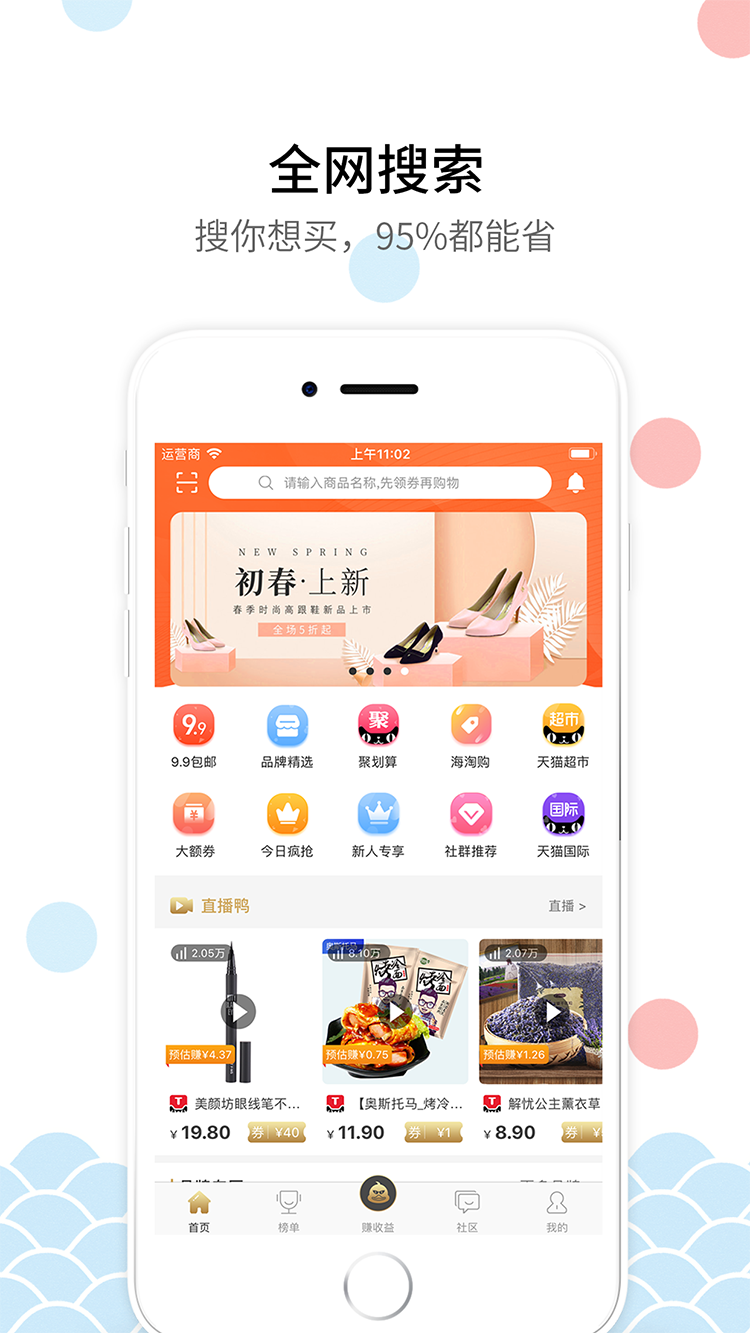 全网搜索
搜你想买，95%都能省
运营商 上午11:02
请输入商品名称,先领券再购物
NEW SPRING
初春·上新
春季时尚高跟鞋新品上市
全场5折起
9.9 聚 超市
9.9包邮 品牌精选 聚划算 海淘购 天猫超市
¥ 国际
大额券 今日疯抢 新人专享 社群推荐 天猫国际
直播鸭 直播 >
2.05万 8.10万 2.07万
预估赚¥4.37 预估赚¥0.75 预估赚¥1.26
T 美颜坊眼线笔不... T 【奥斯托马_烤冷... T 解忧公主薰衣草
¥ 19.80 券 ¥40 ¥ 11.90 券 ¥1 ¥ 8.90 券 ¥
首页 榜单 赚收益 社区 我的